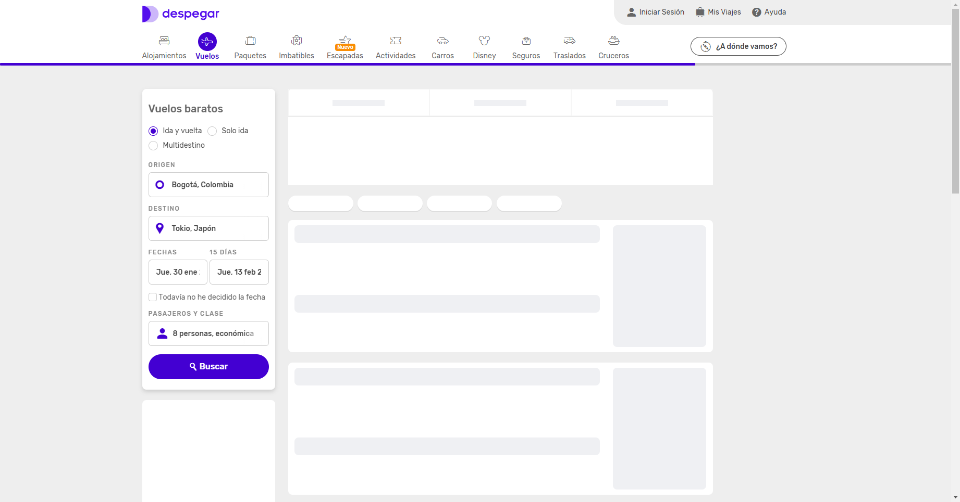 despegar
Iniciar Sesión Mis Viajes Ayuda
Alojamientos Vuelos Paquetes Imbatibles Nuevo Escapadas Actividades Carros Disney Seguros Traslados Cruceros
¿A dónde vamos?
Vuelos baratos
Ida y vuelta Solo ida
Multidestino
ORIGEN
Bogotá, Colombia
DESTINO
Tokio, Japón
FECHAS 15 DÍAS
Jue. 30 ene Jue. 13 feb 2
Todavía no he decidido la fecha
PASAJEROS Y CLASE
8 personas, económica
Buscar